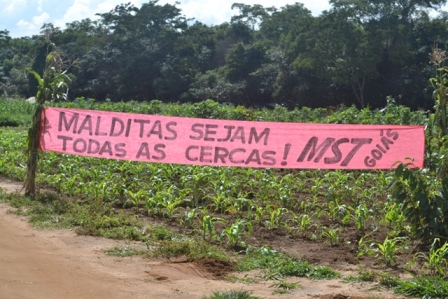 MALDITAS SEJAM
TODAS AS CERCAS! MST GOIÁS